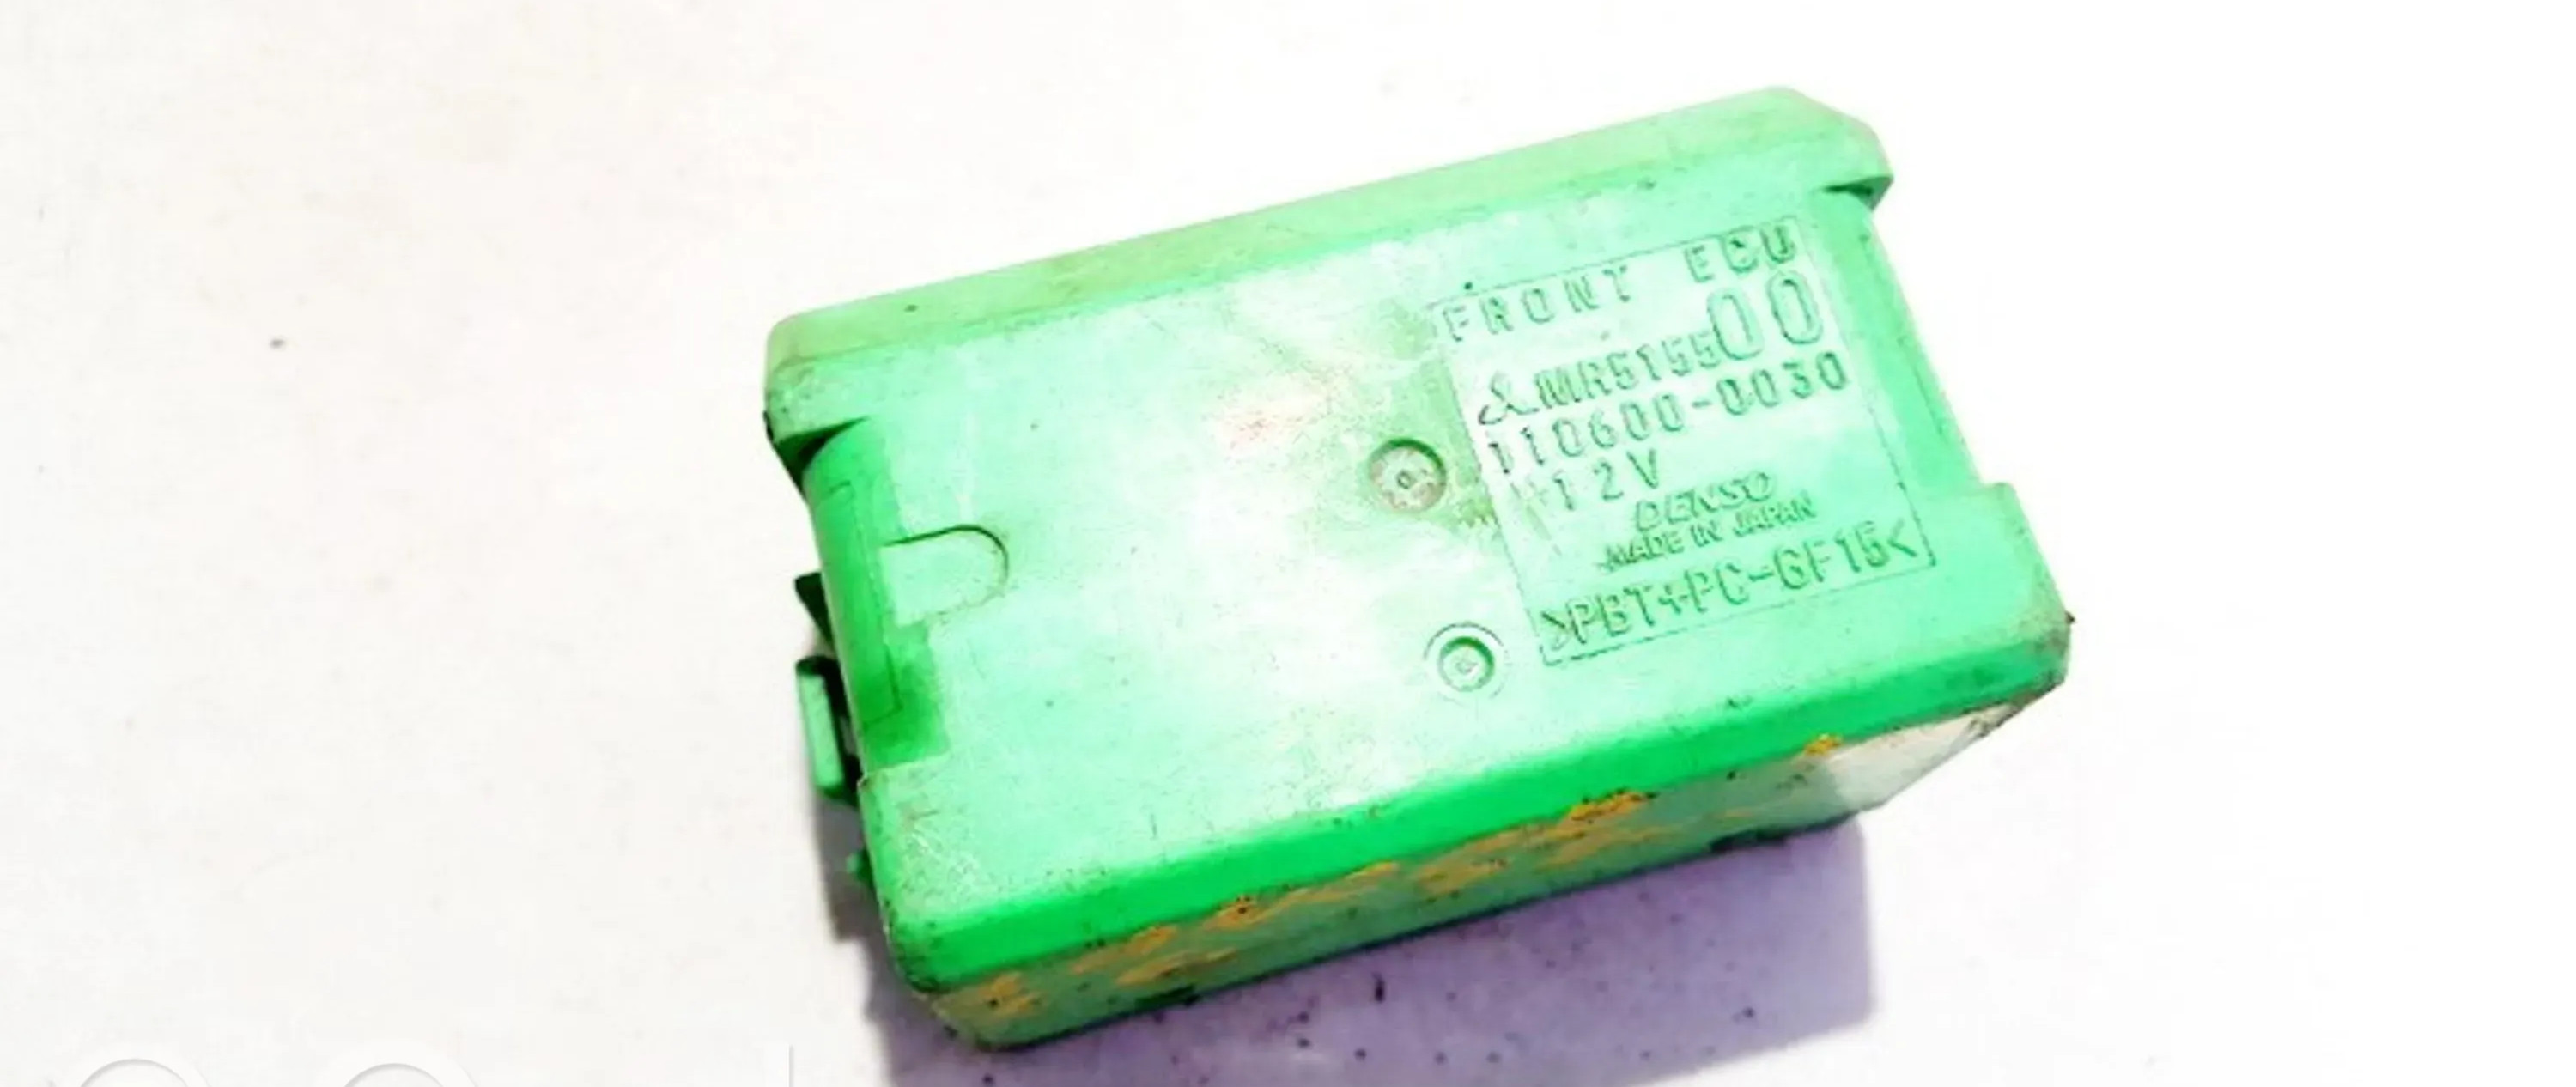 FRONT ECU
MR515500
110600-0030
12V
DENSO
MADE IN JAPAN
>PBT+PC-GF15<